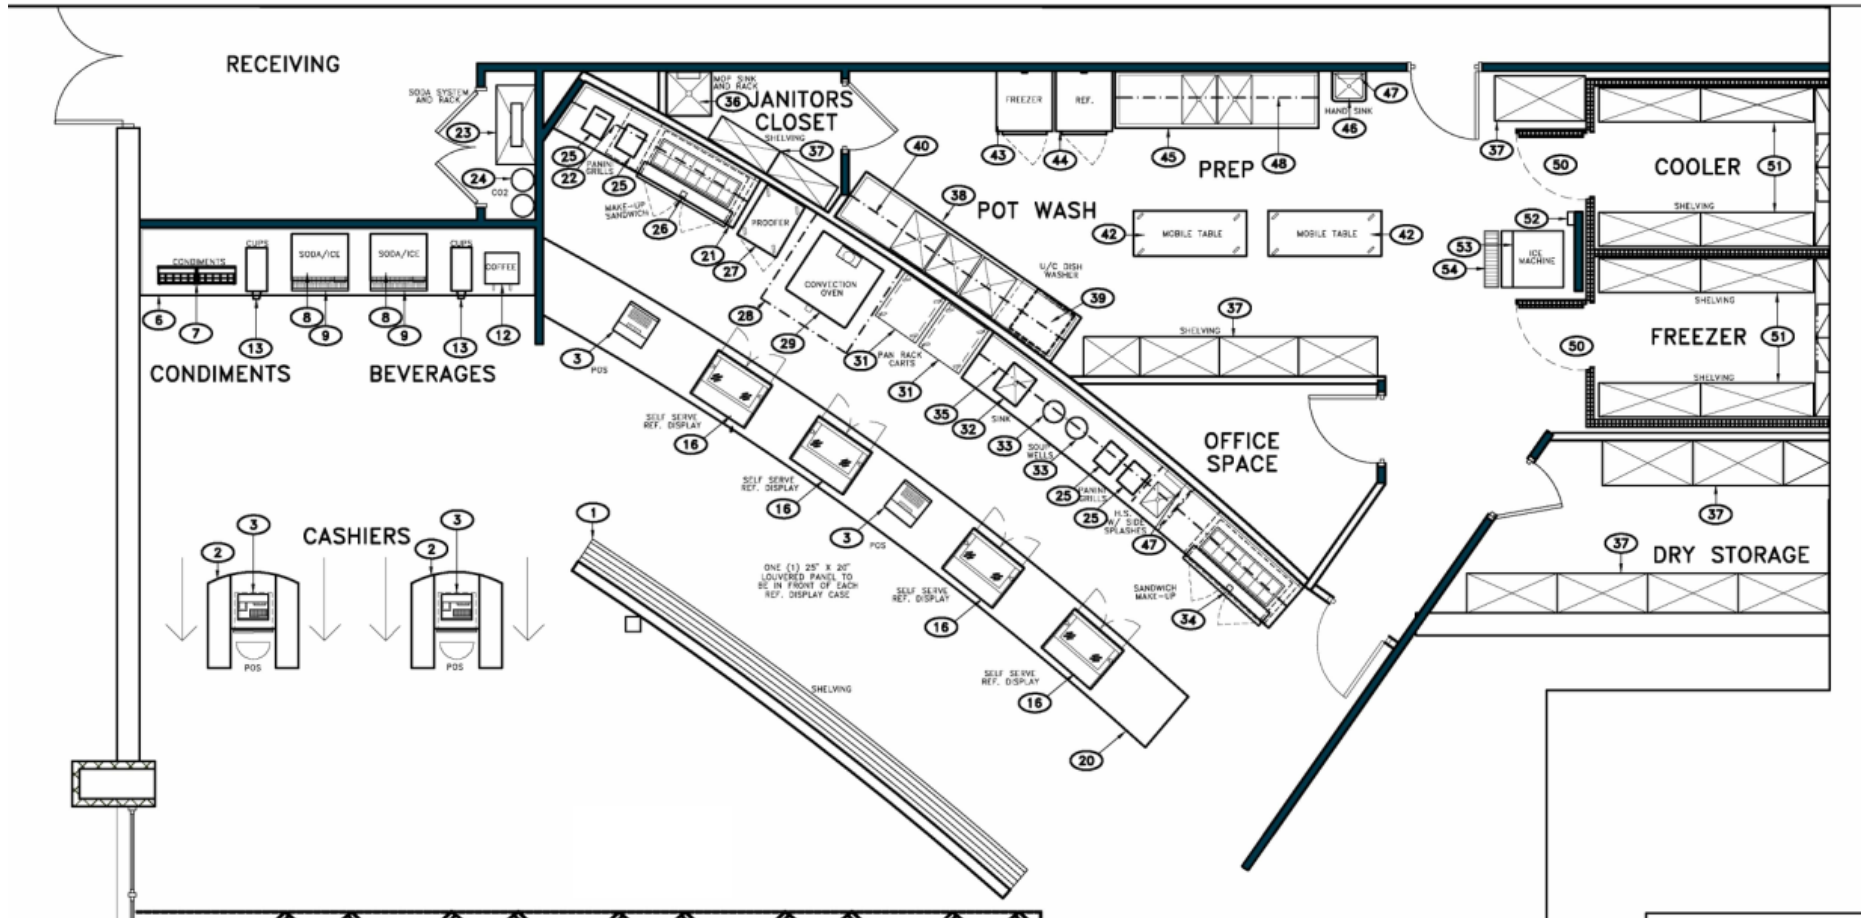 RECEIVING
SODA SYSTEM
AND RACK
23
24
CO2
MOP SINK
AND RACK
36
JANITORS
CLOSET
SHELVING
37
25
22
PANINI
GRILLS
25
MAKE-UP
SANDWICH
26
21
PROOFER
27
28
CONVECTION
OVEN
29
40
38
POT WASH
U/C DISH
WASHER
39
31
PAN RACK
CARTS
31
FREEZER
43
REF.
44
45
PREP
48
HAND SINK
46
47
42
MOBILE TABLE
MOBILE TABLE
42
SHELVING
37
37
50
COOLER
51
SHELVING
52
53
ICE
MACHINE
54
SHELVING
50
FREEZER
51
SHELVING
37
37
DRY STORAGE
OFFICE
SPACE
CONDIMENTS
6
7
CUPS
13
SODA/ICE
8
9
SODA/ICE
8
9
CUPS
13
COFFEE
12
CONDIMENTS
BEVERAGES
3
POS
SELF SERVE
REF. DISPLAY
16
SELF SERVE
REF. DISPLAY
16
3
POS
35
32
SINK
33
SOUP
WELLS
33
25
PANINI
GRILLS
25
H.S.
W/ SIDE
SPLASHES
47
SANDWICH
MAKE-UP
34
SELF SERVE
REF. DISPLAY
16
SELF SERVE
REF. DISPLAY
16
20
ONE (1) 25" X 20"
LOUVERED PANEL TO
BE IN FRONT OF EACH
REF. DISPLAY CASE
1
SHELVING
CASHIERS
2
3
POS
2
3
POS